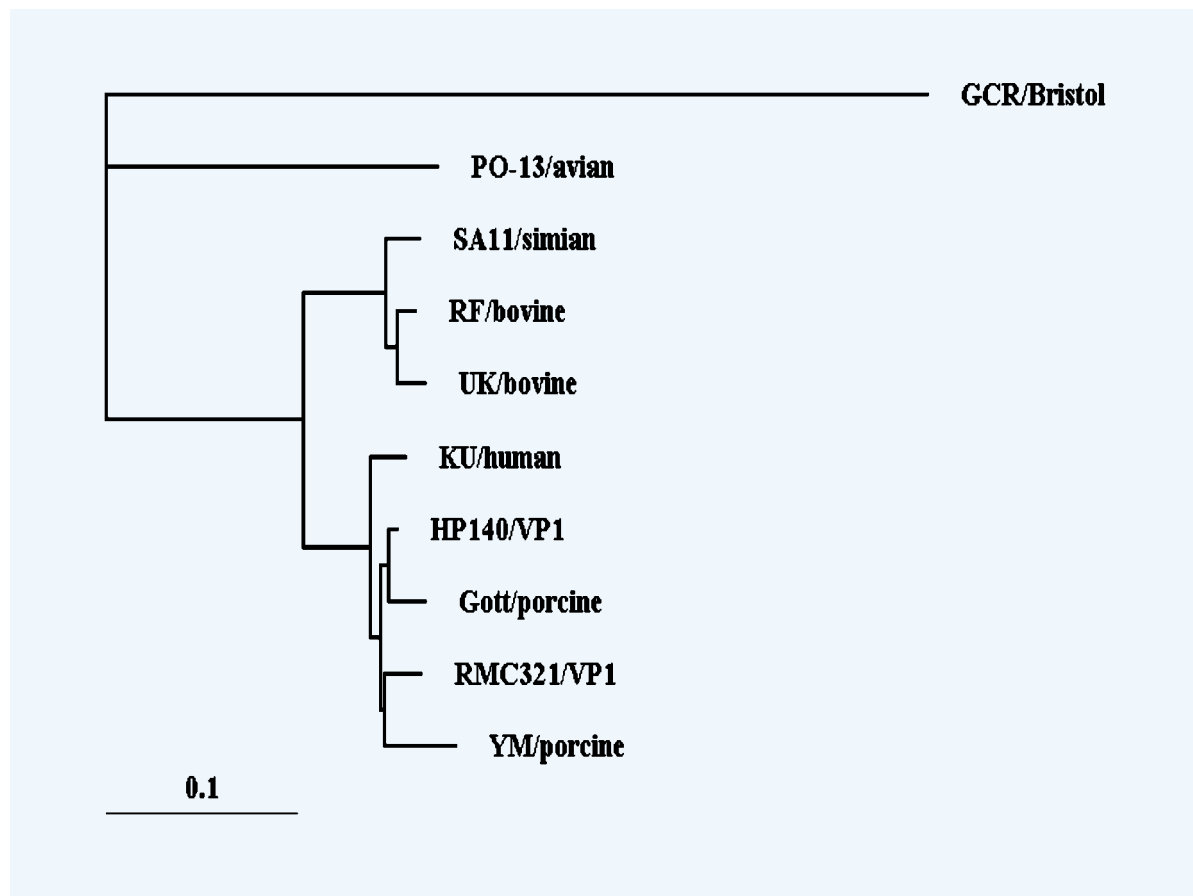 GCR/Bristol
PO-13/avian
SA11/simian
RF/bovine
UK/bovine
KU/human
HP140/VP1
Gott/porcine
RMC321/VP1
YM/porcine
0.1